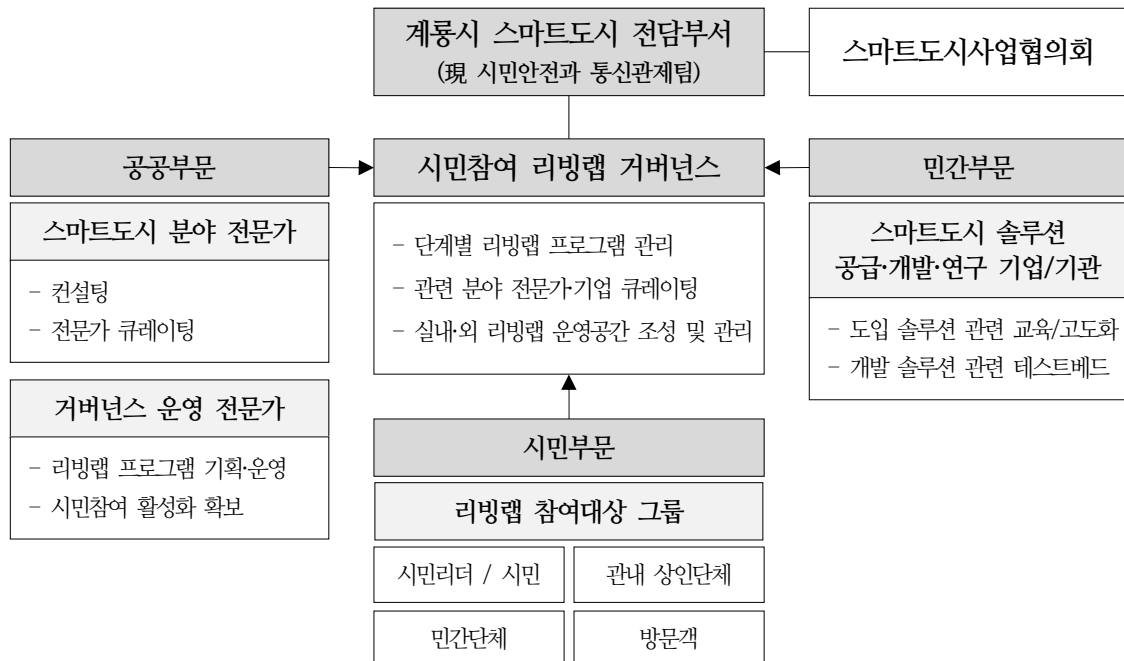 계룡시 스마트도시 전담부서
(現 시민안전과 통신관제팀)
스마트도시사업협의회
공공부문
시민참여 리빙랩 거버넌스
민간부문
스마트도시 분야 전문가
- 컨설팅
- 전문가 큐레이팅
거버넌스 운영 전문가
- 리빙랩 프로그램 기획·운영
- 시민참여 활성화 확보
- 단계별 리빙랩 프로그램 관리
- 관련 분야 전문가·기업 큐레이팅
- 실내·외 리빙랩 운영공간 조성 및 관리
스마트도시 솔루션
공급·개발·연구 기업/기관
- 도입 솔루션 관련 교육/고도화
- 개발 솔루션 관련 테스트베드
시민부문
리빙랩 참여대상 그룹
시민리더 / 시민
관내 상인단체
민간단체
방문객